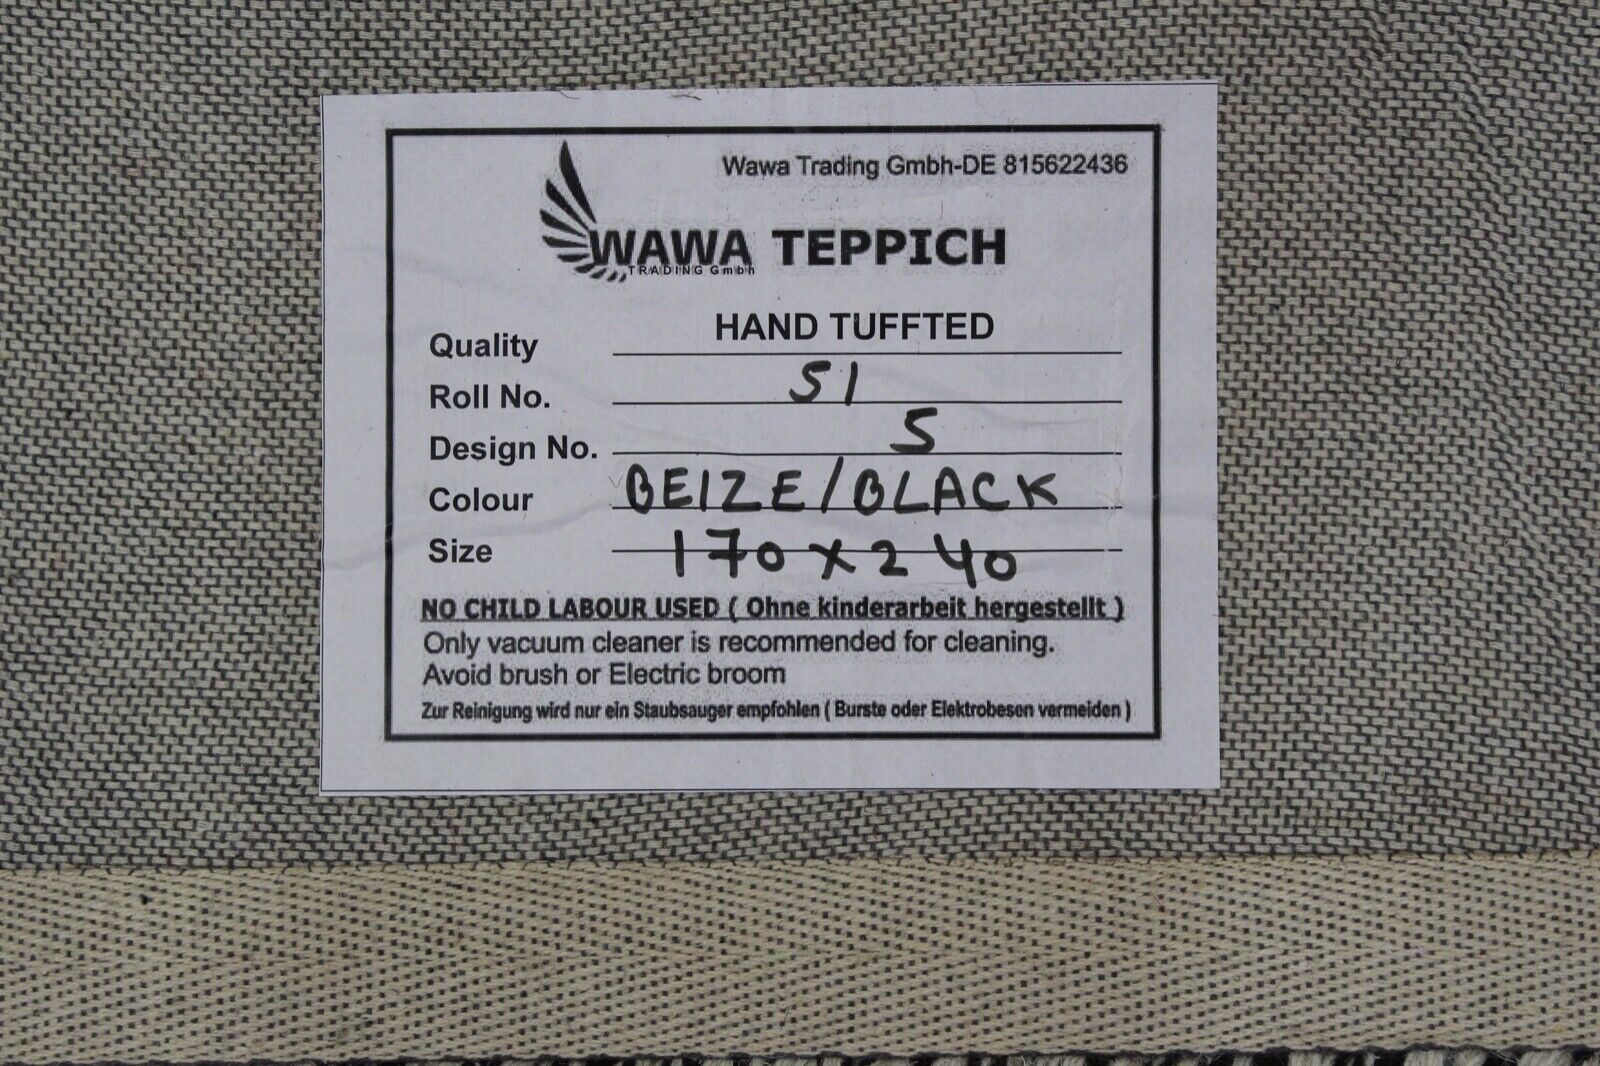 Wawa Trading Gmbh-DE 815622436
WAWA TEPPICH
TRADING Gmbh
Quality HAND TUFFTED
Roll No. 51
Design No. 5
Colour BEIZE/BLACK
Size 170x240
NO CHILD LABOUR USED ( Ohne kinderarbeit hergestellt )
Only vacuum cleaner is recommended for cleaning.
Avoid brush or Electric broom
Zur Reinigung wird nur ein Staubsauger empfohlen ( Burste oder Elektrobesen vermeiden )